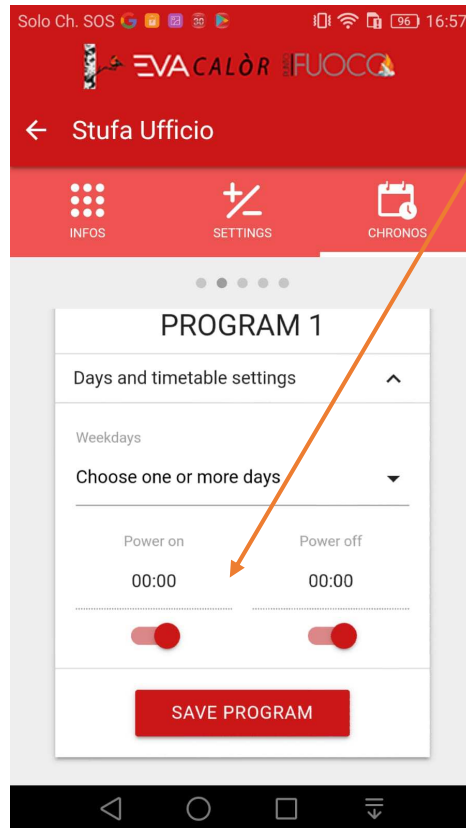 Solo Ch. SOS 96 16:57
EVACALÒR PUNTO FUOCO
Stufa Ufficio
INFOS SETTINGS CHRONOS
PROGRAM 1
Days and timetable settings
Weekdays
Choose one or more days
Power on Power off
00:00 00:00
SAVE PROGRAM